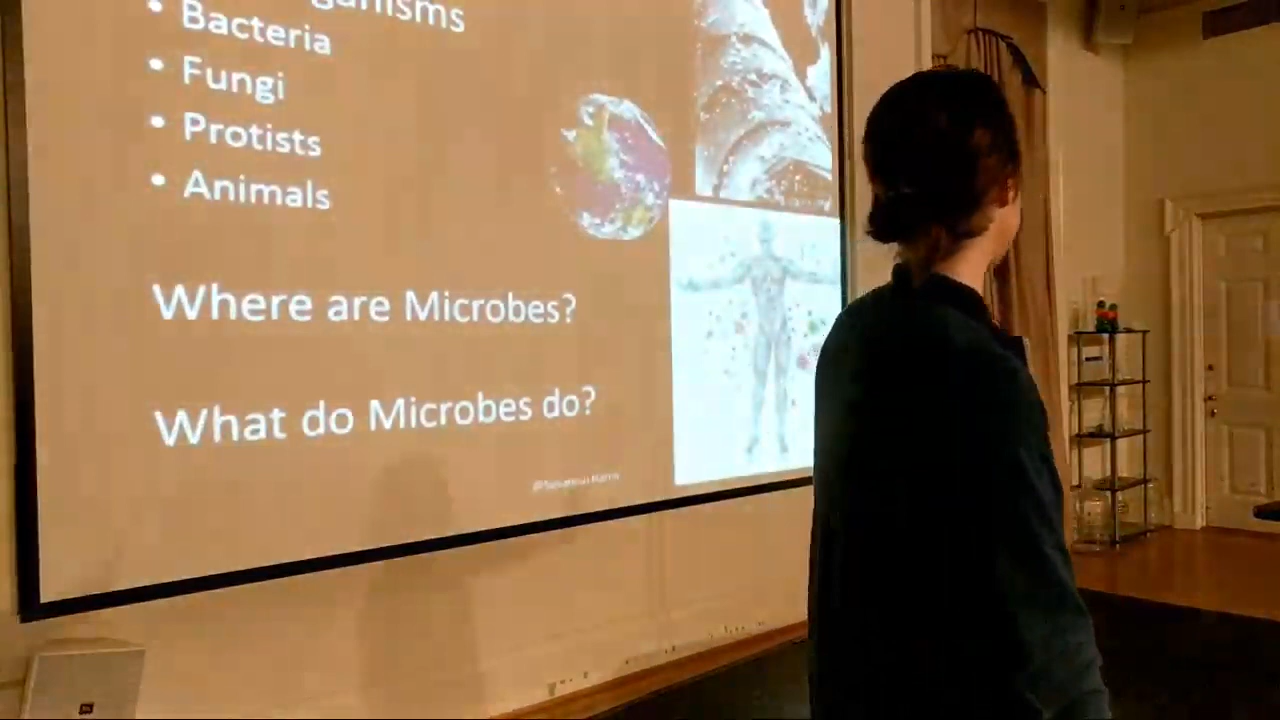 • Bacteria
• Fungi
• Protists
• Animals
Where are Microbes?
What do Microbes do?